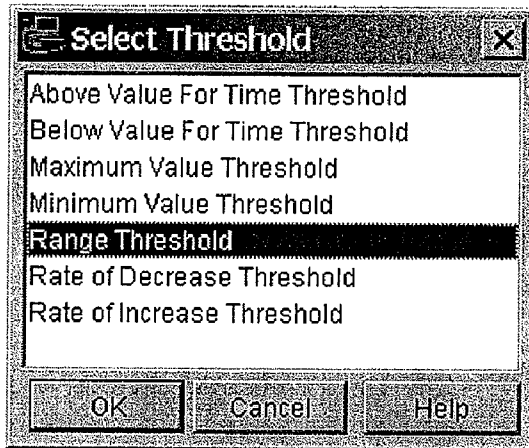 Select Threshold
Above Value For Time Threshold
Below Value For Time Threshold
Maximum Value Threshold
Minimum Value Threshold
Range Threshold
Rate of Decrease Threshold
Rate of Increase Threshold
OK Cancel Help